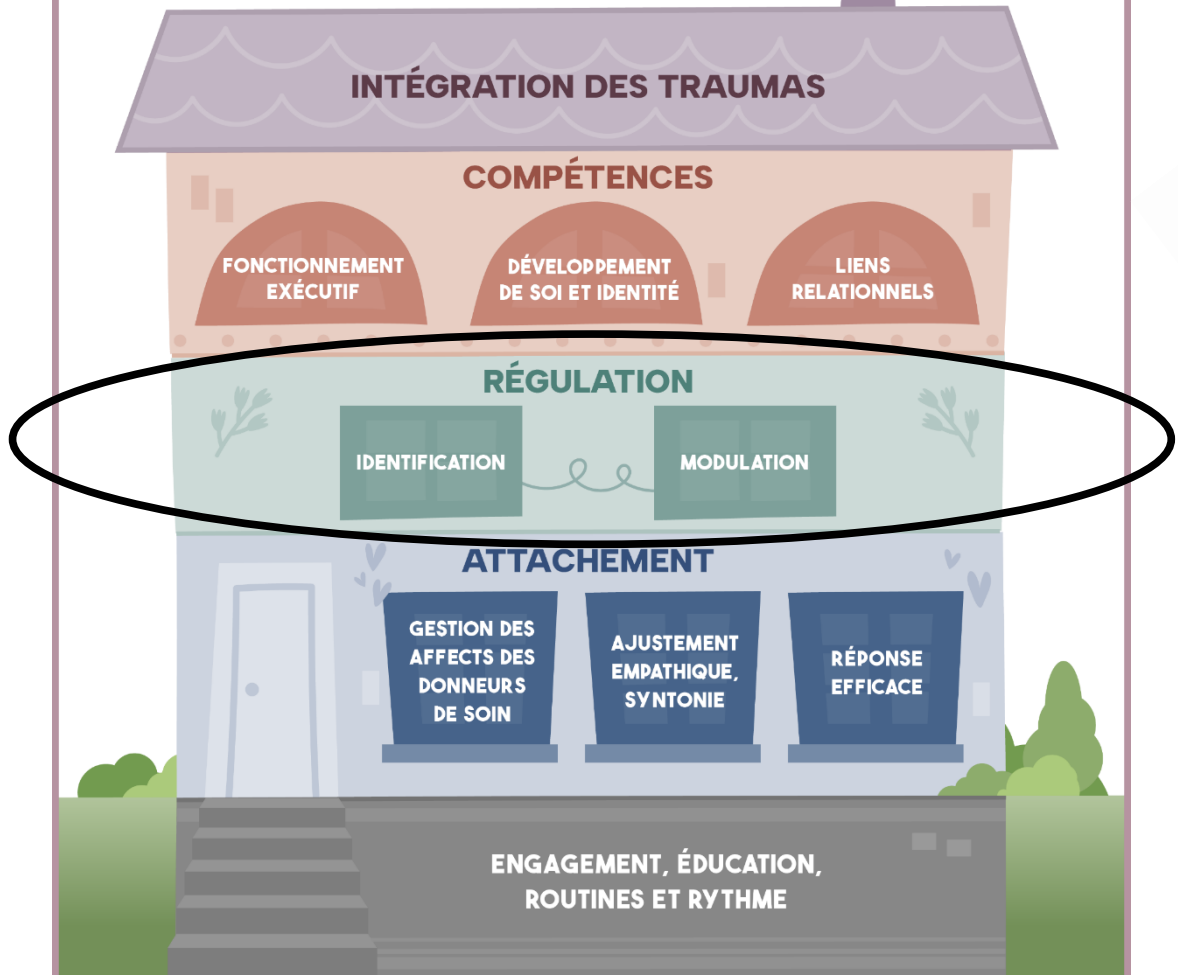 INTÉGRATION DES TRAUMAS
COMPÉTENCES
FONCTIONNEMENT
EXÉCUTIF
DÉVELOPPEMENT
DE SOI ET IDENTITÉ
LIENS
RELATIONNELS
RÉGULATION
IDENTIFICATION
MODULATION
ATTACHEMENT
GESTION DES
AFFECTS DES
DONNEURS
DE SOIN
AJUSTEMENT
EMPATHIQUE,
SYNTONIE
RÉPONSE
EFFICACE
ENGAGEMENT, ÉDUCATION,
ROUTINES ET RYTHME